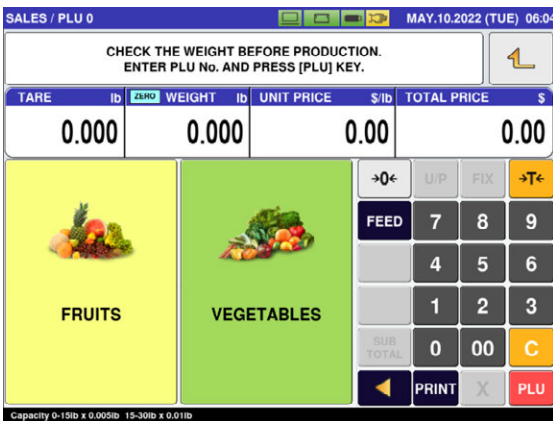 SALES / PLU 0 MAY.10.2022 (TUE) 06:04
CHECK THE WEIGHT BEFORE PRODUCTION.
ENTER PLU No. AND PRESS [PLU] KEY.
TARE lb ZERO WEIGHT lb UNIT PRICE $/lb TOTAL PRICE $
0.000 0.000 0.00 0.00
→0← U/P FIX →T←
FEED 7 8 9
4 5 6
FRUITS VEGETABLES 1 2 3
SUB TOTAL 0 00 C
PRINT X PLU
Capacity 0-15lb x 0.005lb 15-30lb x 0.01lb